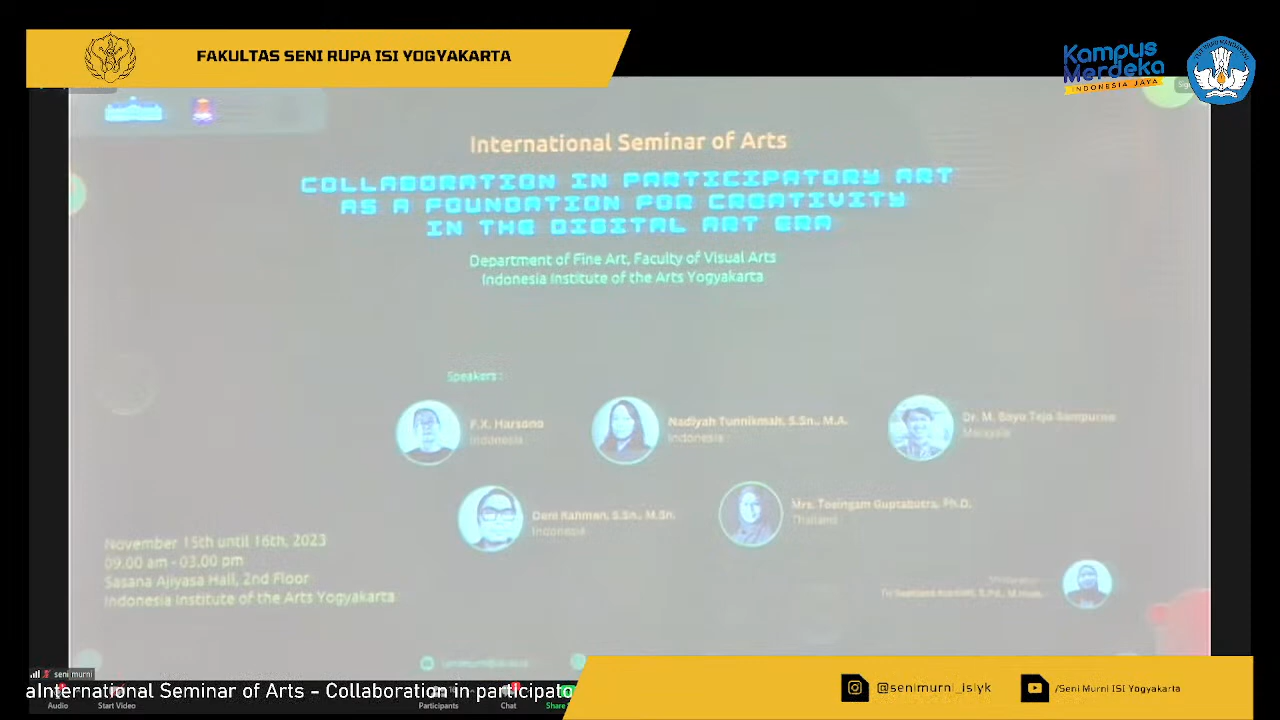 FAKULTAS SENI RUPA ISI YOGYAKARTA
Kampus
Merdeka
INDONESIA JAYA
International Seminar of Arts
COLLABORATION IN PARTICIPATORY ART
AS A FOUNDATION FOR CREATIVITY
IN THE DIGITAL ART ERA
Department of Fine Art, Faculty of Visual Arts
Indonesia Institute of the Arts Yogyakarta
Speakers :
F.X. Harsono
Indonesia
Nadiyah Tunnikmah, S.Sn., M.A.
Indonesia
Dr. M. Bayu Tejo Sampurno
Malaysia
Deni Rahman, S.Sn., M.Sn.
Indonesia
Mrs. Toeingam Guptabutra, Ph.D.
Thailand
November 15th until 16th, 2023
09.00 am - 03.00 pm
Sasana Ajiyasa Hall, 2nd Floor
Indonesia Institute of the Arts Yogyakarta
seni murni
aInternational Seminar of Arts – Collaboration in participato
Audio
Start Video
Participants
Chat
Share
@senimurni_isiyk
/Seni Murni ISI Yogyakarta